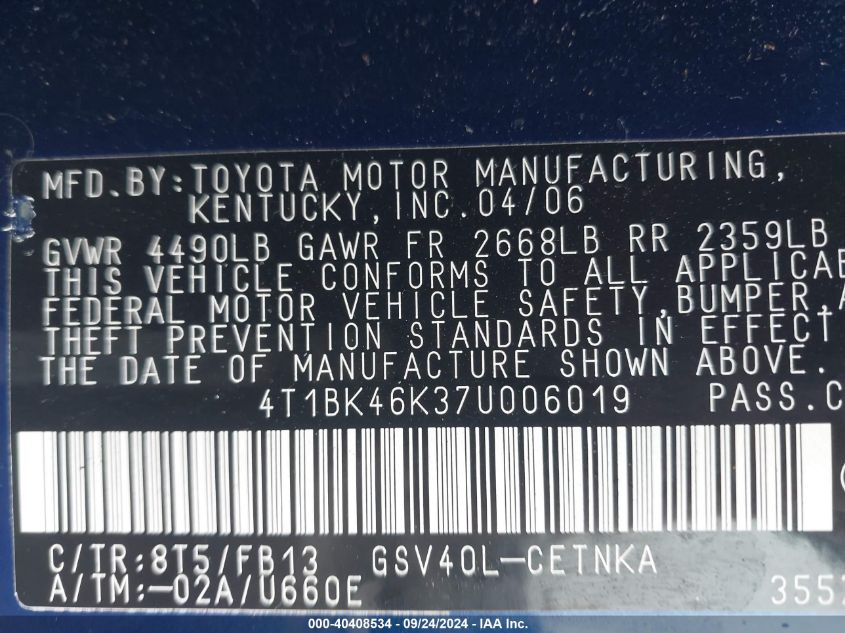 MFD.BY:TOYOTA MOTOR MANUFACTURING,
KENTUCKY,INC.04/06
GVWR 4490LB GAWR FR 2668LB RR 2359LB
THIS VEHICLE CONFORMS TO ALL APPLICAB
FEDERAL MOTOR VEHICLE SAFETY,BUMPER,A
THEFT PREVENTION STANDARDS IN EFFECT
THE DATE OF MANUFACTURE SHOWN ABOVE.
4T1BK46K37U006019 PASS.C
C/TR:8T5/FB13 GSV40L-CETNKA
A/TM:-02A/U660E 3552
000-40408534 - 09/24/2024 - IAA Inc.